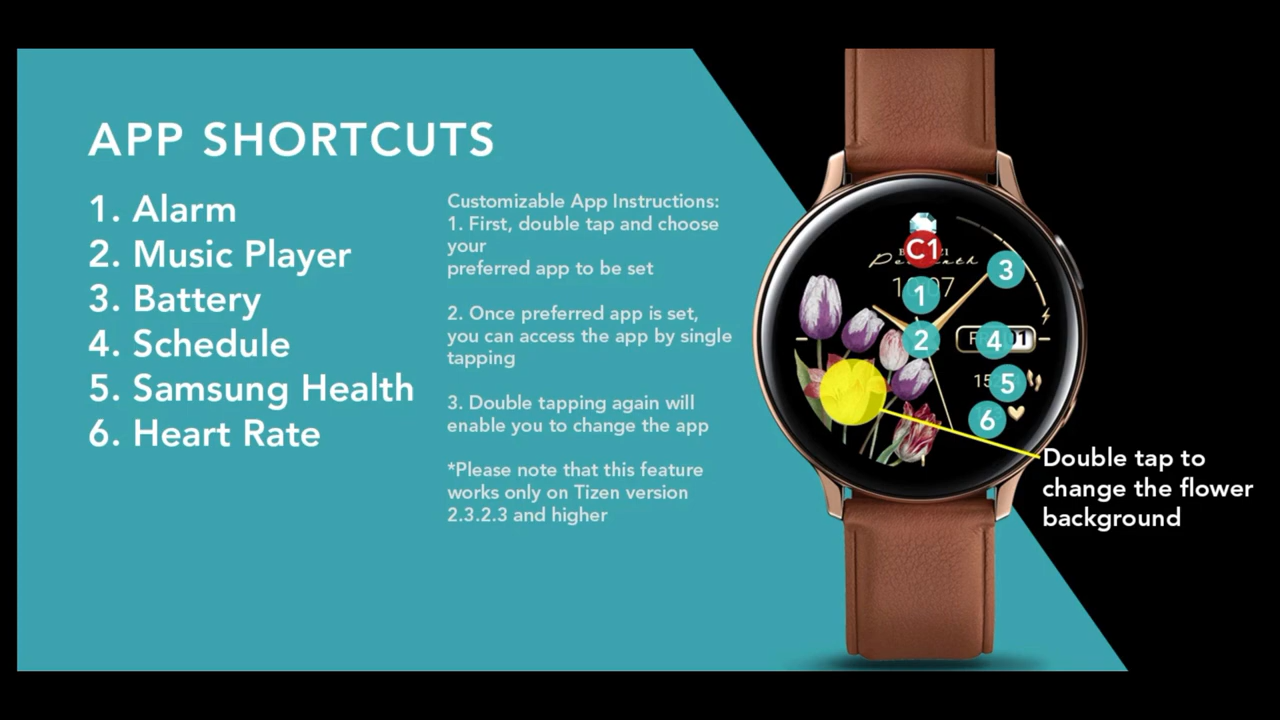 APP SHORTCUTS
1. Alarm
2. Music Player
3. Battery
4. Schedule
5. Samsung Health
6. Heart Rate
Customizable App Instructions:
1. First, double tap and choose
your
preferred app to be set
2. Once preferred app is set,
you can access the app by single
tapping
3. Double tapping again will
enable you to change the app
*Please note that this feature
works only on Tizen version
2.3.2.3 and higher
C1
3
1
2
4
5
6
Double tap to
change the flower
background